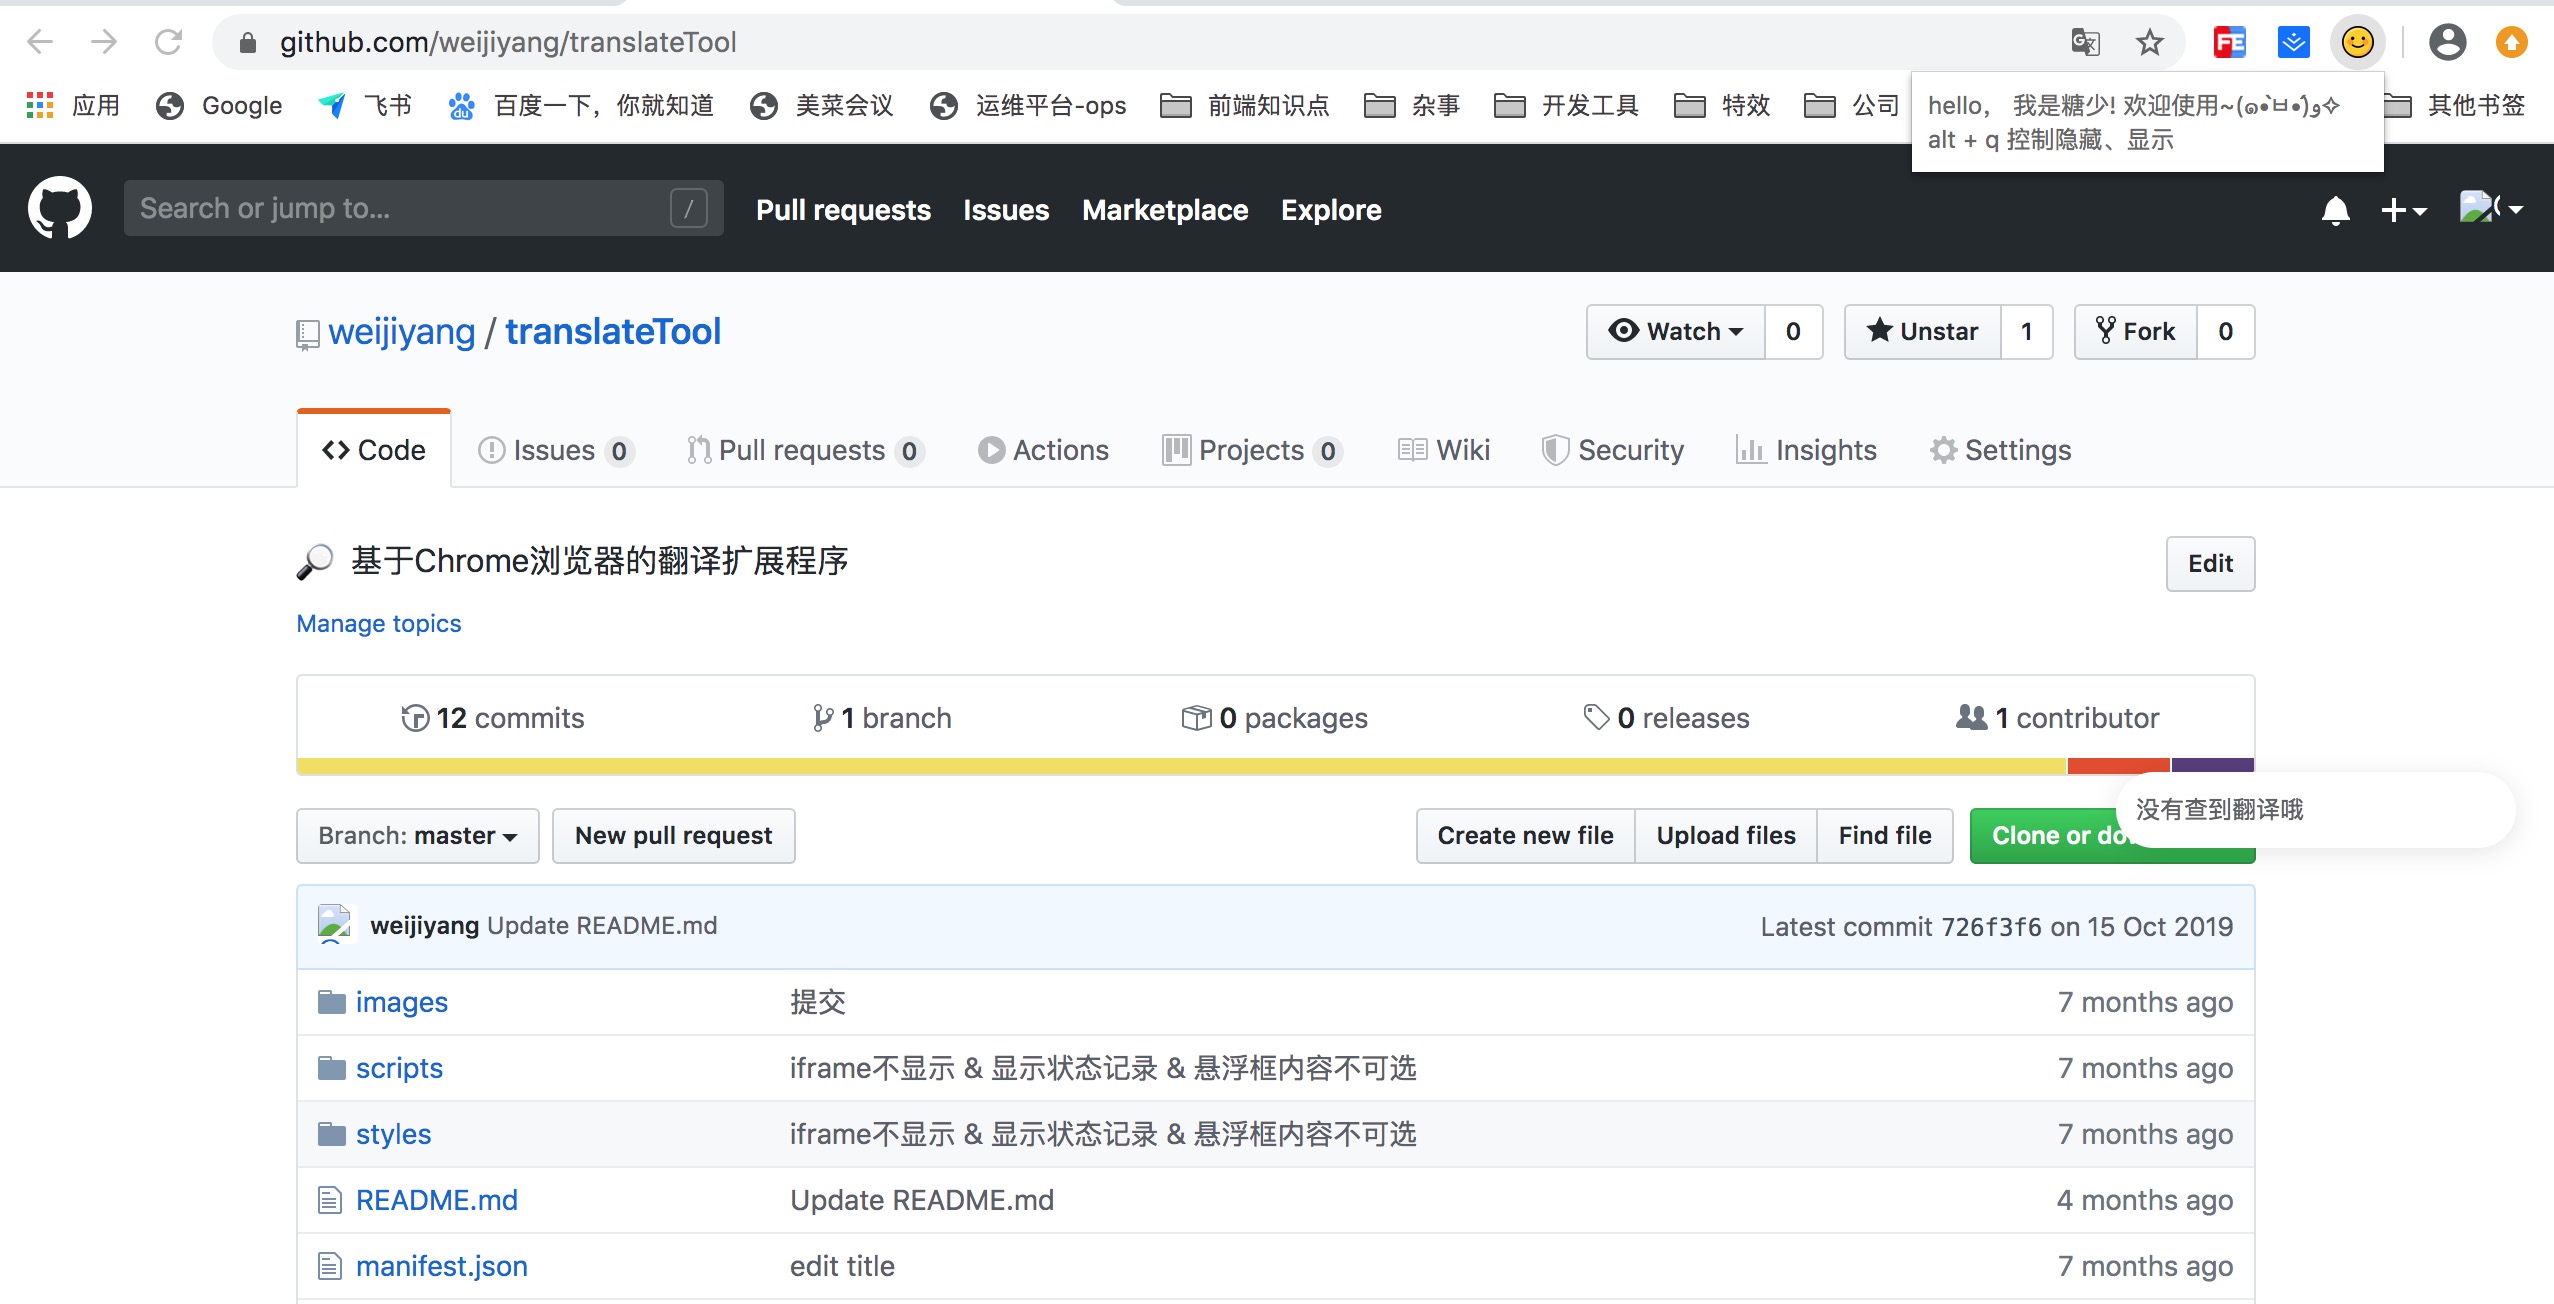 github.com/weijiyang/translateTool
应用 Google 飞书 百度一下，你就知道 美菜会议 运维平台-ops 前端知识点 杂事 开发工具 特效 公司 其他书签
hello， 我是糖少! 欢迎使用~(๑•̀ㅂ•́)و✧
alt + q 控制隐藏、显示
Search or jump to... / Pull requests Issues Marketplace Explore
weijiyang / translateTool Watch 0 Unstar 1 Fork 0
Code Issues 0 Pull requests 0 Actions Projects 0 Wiki Security Insights Settings
基于Chrome浏览器的翻译扩展程序 Edit
Manage topics
12 commits 1 branch 0 packages 0 releases 1 contributor
没有查到翻译哦
Branch: master New pull request Create new file Upload files Find file Clone or do
weijiyang Update README.md Latest commit 726f3f6 on 15 Oct 2019
images 提交 7 months ago
scripts iframe不显示 & 显示状态记录 & 悬浮框内容不可选 7 months ago
styles iframe不显示 & 显示状态记录 & 悬浮框内容不可选 7 months ago
README.md Update README.md 4 months ago
manifest.json edit title 7 months ago